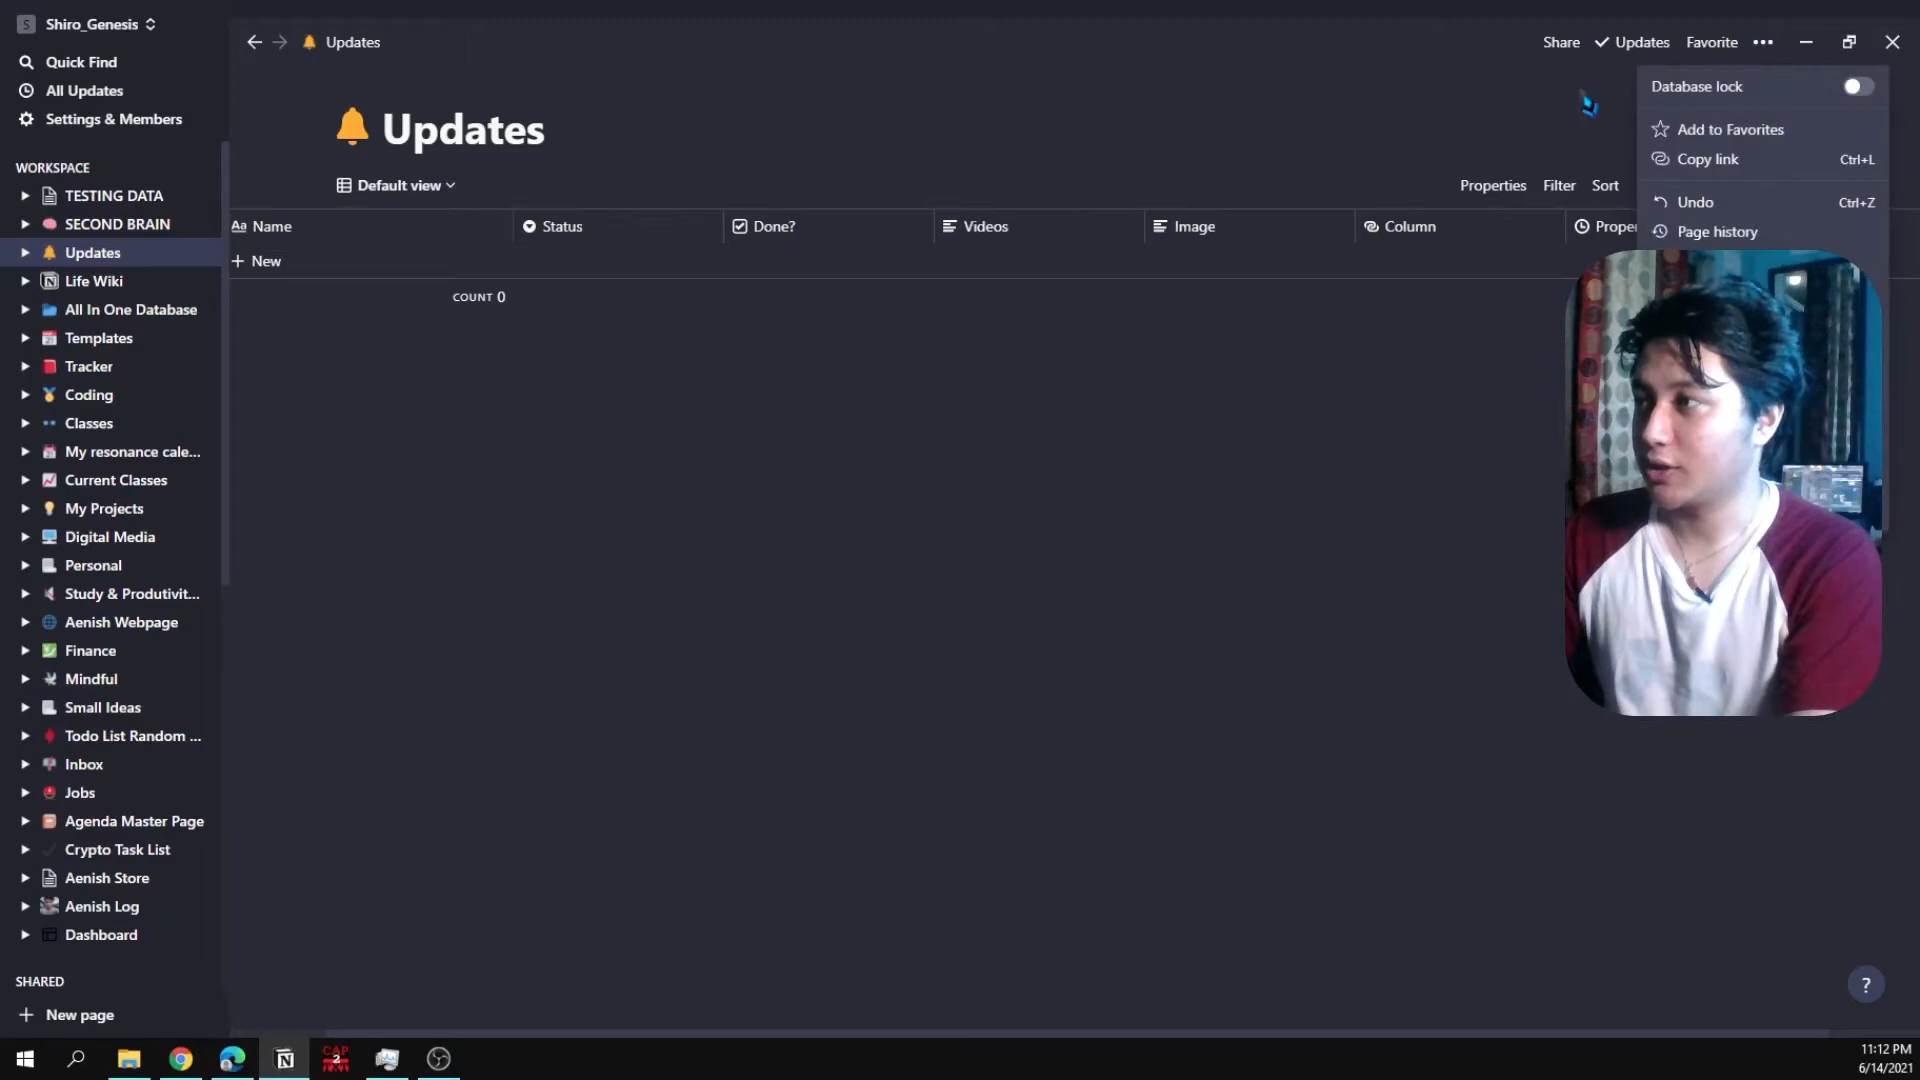 S Shiro_Genesis
Quick Find
All Updates
Settings & Members
WORKSPACE
TESTING DATA
SECOND BRAIN
Updates
Life Wiki
All In One Database
Templates
Tracker
Coding
Classes
My resonance cale...
Current Classes
My Projects
Digital Media
Personal
Study & Produtivit...
Aenish Webpage
Finance
Mindful
Small Ideas
Todo List Random ...
Inbox
Jobs
Agenda Master Page
Crypto Task List
Aenish Store
Aenish Log
Dashboard
SHARED
New page
Updates
Share Updates Favorite
Updates
Default view
Properties Filter Sort
Aa Name Status Done? Videos Image Column Proper
New
COUNT 0
Database lock
Add to Favorites
Copy link Ctrl+L
Undo Ctrl+Z
Page history
?
CAP
2
11:12 PM
6/14/2021